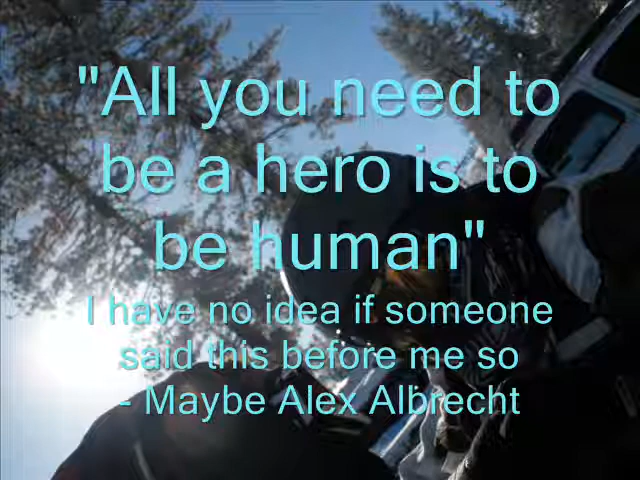 "All you need to
be a hero is to
be human"
I have no idea if someone
said this before me so
- Maybe Alex Albrecht